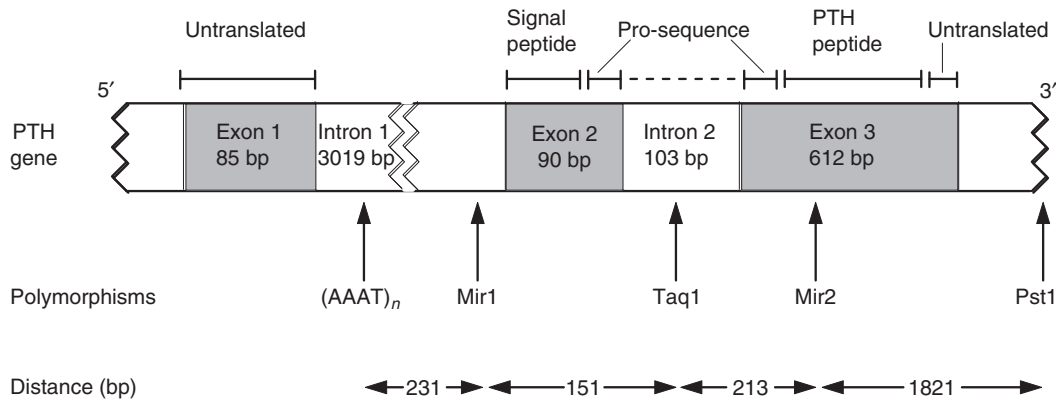 Untranslated
Signal peptide
Pro-sequence
PTH peptide
Untranslated
5′
3′
PTH gene
Exon 1
85 bp
Intron 1
3019 bp
Exon 2
90 bp
Intron 2
103 bp
Exon 3
612 bp
Polymorphisms
(AAAT)n
Mir1
Taq1
Mir2
Pst1
Distance (bp)
231
151
213
1821